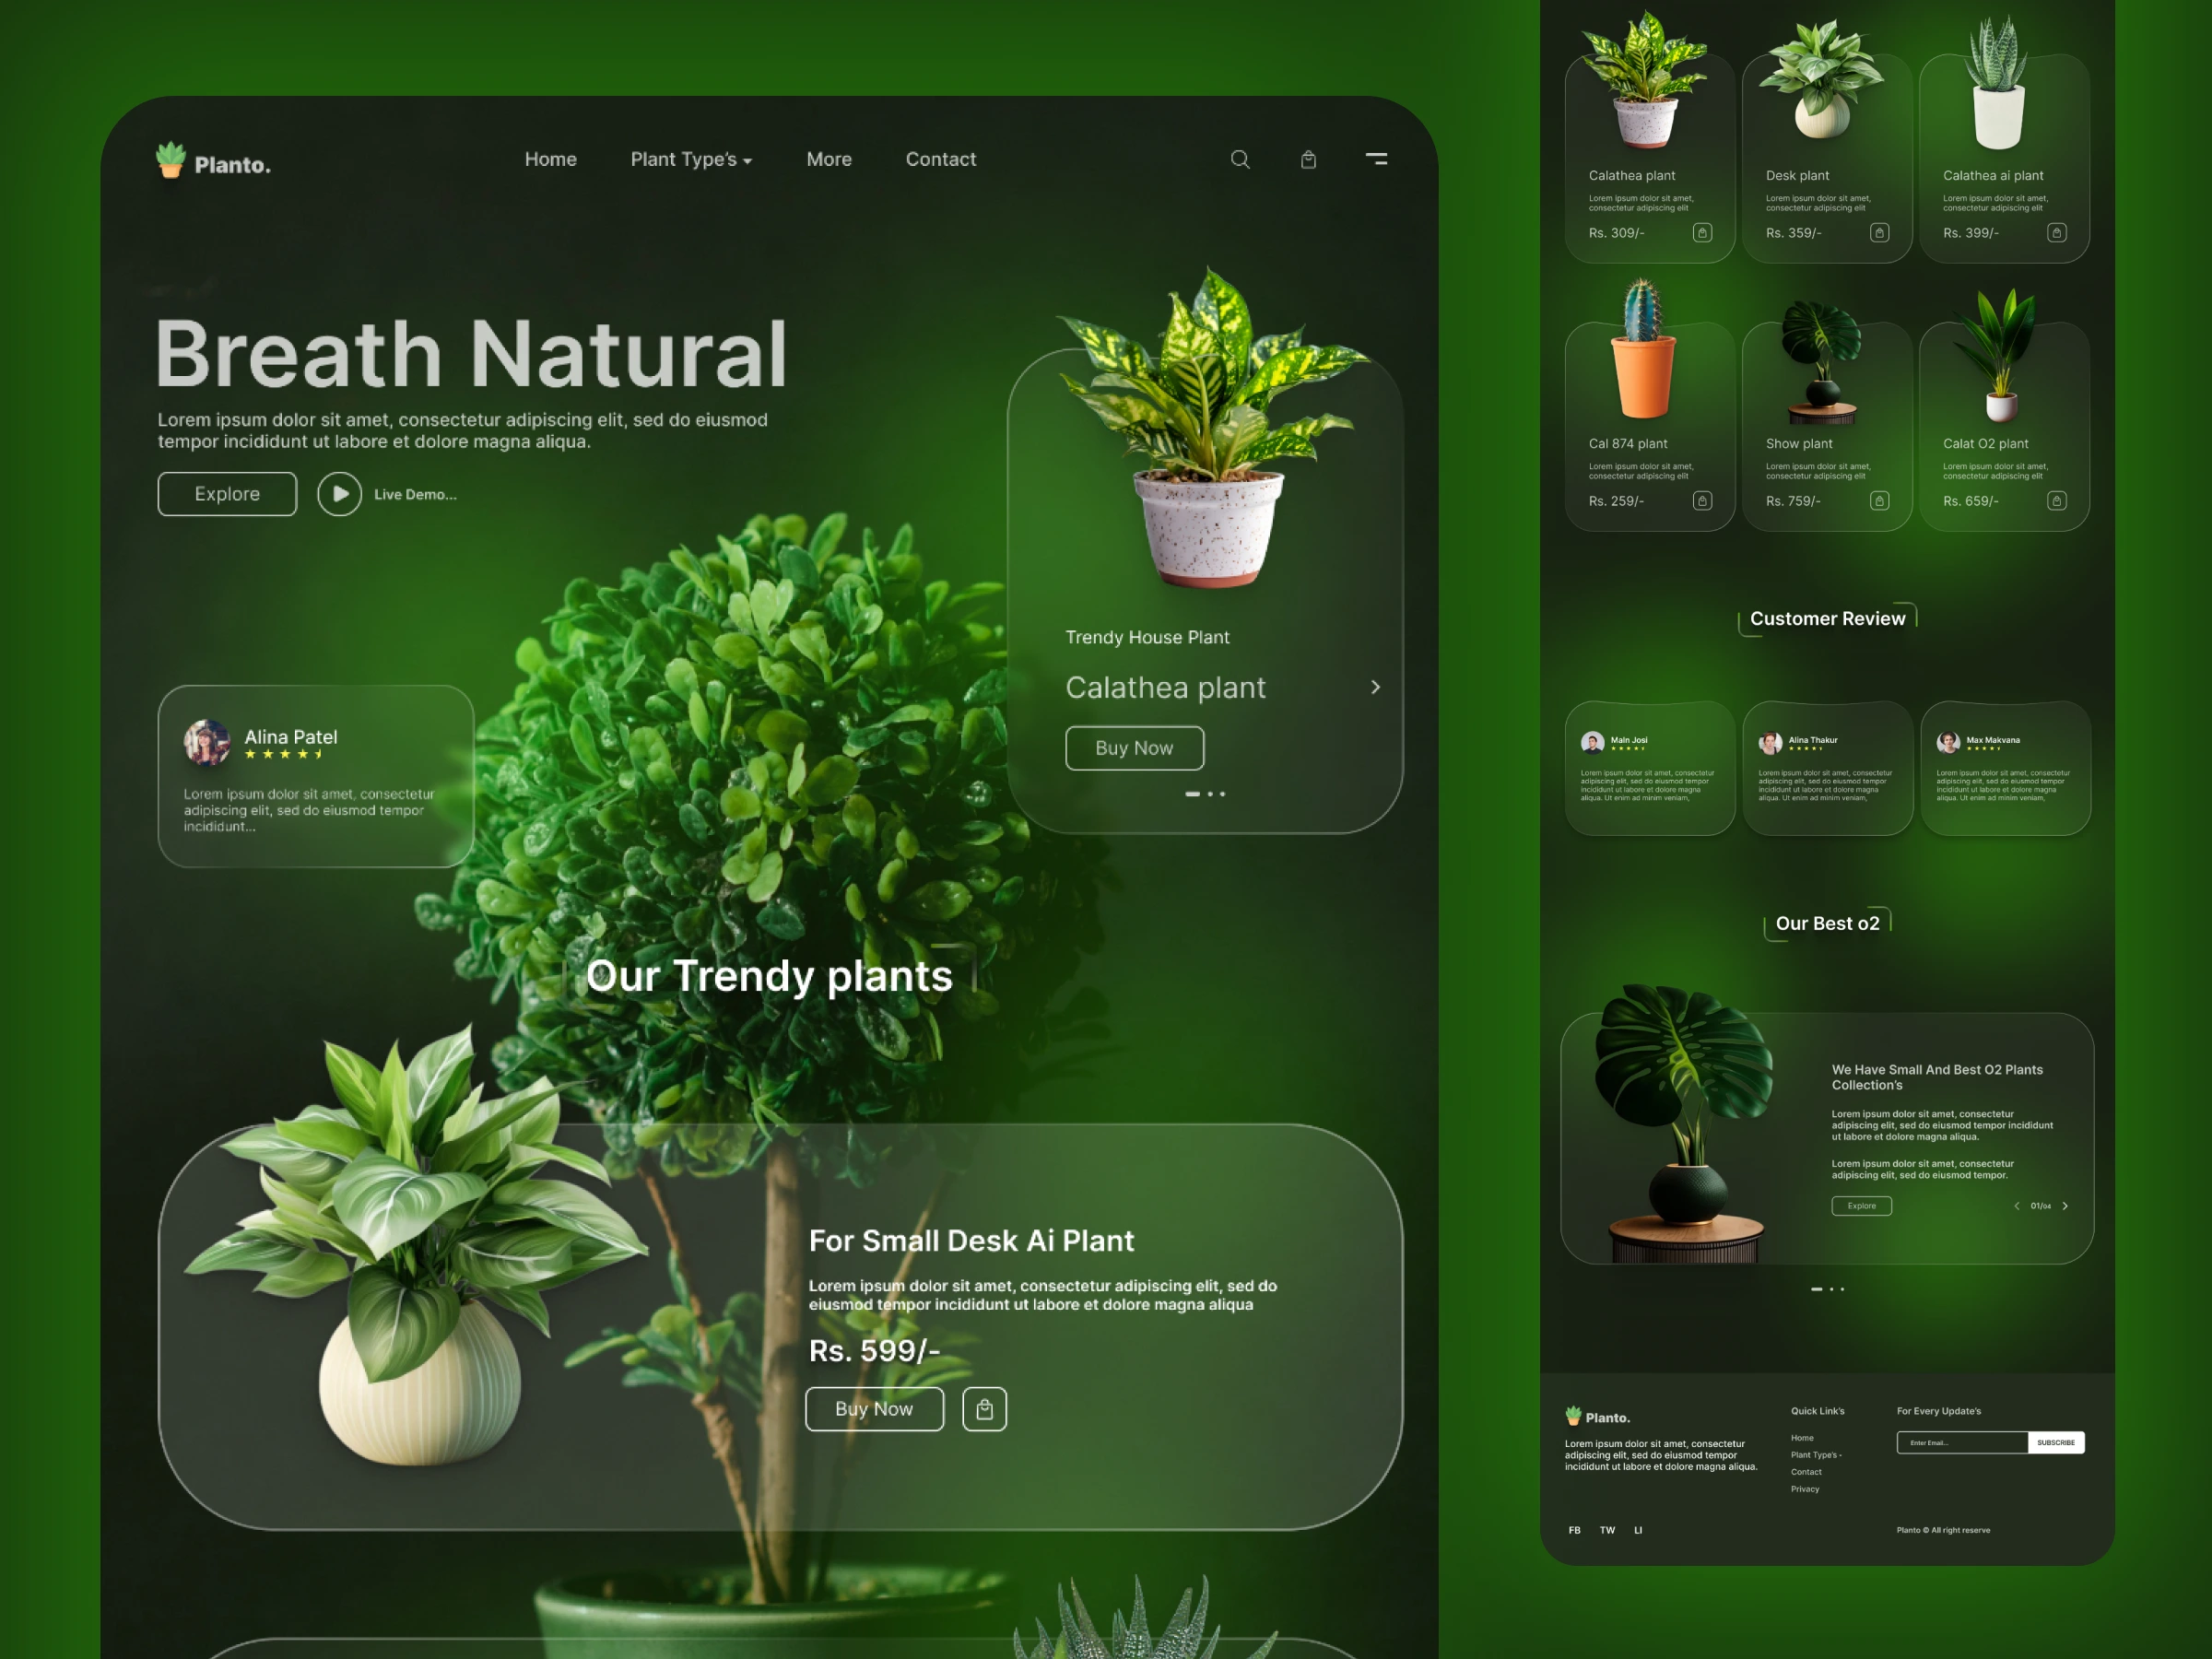 Planto.
Home
Plant Type's
More
Contact
Breath Natural
Lorem ipsum dolor sit amet, consectetur adipiscing elit, sed do eiusmod
tempor incididunt ut labore et dolore magna aliqua.
Explore
Live Demo...
Trendy House Plant
Calathea plant
Buy Now
Alina Patel
Lorem ipsum dolor sit amet, consectetur
adipiscing elit, sed do eiusmod tempor
incididunt...
Our Trendy plants
For Small Desk Ai Plant
Lorem ipsum dolor sit amet, consectetur adipiscing elit, sed do
eiusmod tempor incididunt ut labore et dolore magna aliqua
Rs. 599/-
Buy Now
Calathea plant
Lorem ipsum dolor sit amet,
consectetur adipiscing elit
Rs. 309/-
Desk plant
Lorem ipsum dolor sit amet,
consectetur adipiscing elit
Rs. 359/-
Calathea ai plant
Lorem ipsum dolor sit amet,
consectetur adipiscing elit
Rs. 399/-
Cal 874 plant
Lorem ipsum dolor sit amet,
consectetur adipiscing elit
Rs. 259/-
Show plant
Lorem ipsum dolor sit amet,
consectetur adipiscing elit
Rs. 759/-
Calat O2 plant
Lorem ipsum dolor sit amet,
consectetur adipiscing elit
Rs. 659/-
Customer Review
Maln Josi
Lorem ipsum dolor sit amet, consectetur
adipiscing elit, sed do eiusmod tempor
incididunt ut labore et dolore magna
aliqua. Ut enim ad minim veniam,
Alina Thakur
Lorem ipsum dolor sit amet, consectetur
adipiscing elit, sed do eiusmod tempor
incididunt ut labore et dolore magna
aliqua. Ut enim ad minim veniam,
Max Makvana
Lorem ipsum dolor sit amet, consectetur
adipiscing elit, sed do eiusmod tempor
incididunt ut labore et dolore magna
aliqua. Ut enim ad minim veniam,
Our Best o2
We Have Small And Best O2 Plants
Collection's
Lorem ipsum dolor sit amet, consectetur
adipiscing elit, sed do eiusmod tempor incididunt
ut labore et dolore magna aliqua.
Lorem ipsum dolor sit amet, consectetur
adipiscing elit, sed do eiusmod tempor.
Explore
01/04
Planto.
Lorem ipsum dolor sit amet, consectetur
adipiscing elit, sed do eiusmod tempor
incididunt ut labore et dolore magna aliqua.
FB TW LI
Quick Link's
Home
Plant Type's
Contact
Privacy
For Every Update's
Enter Email...
SUBSCRIBE
Planto © All right reserve